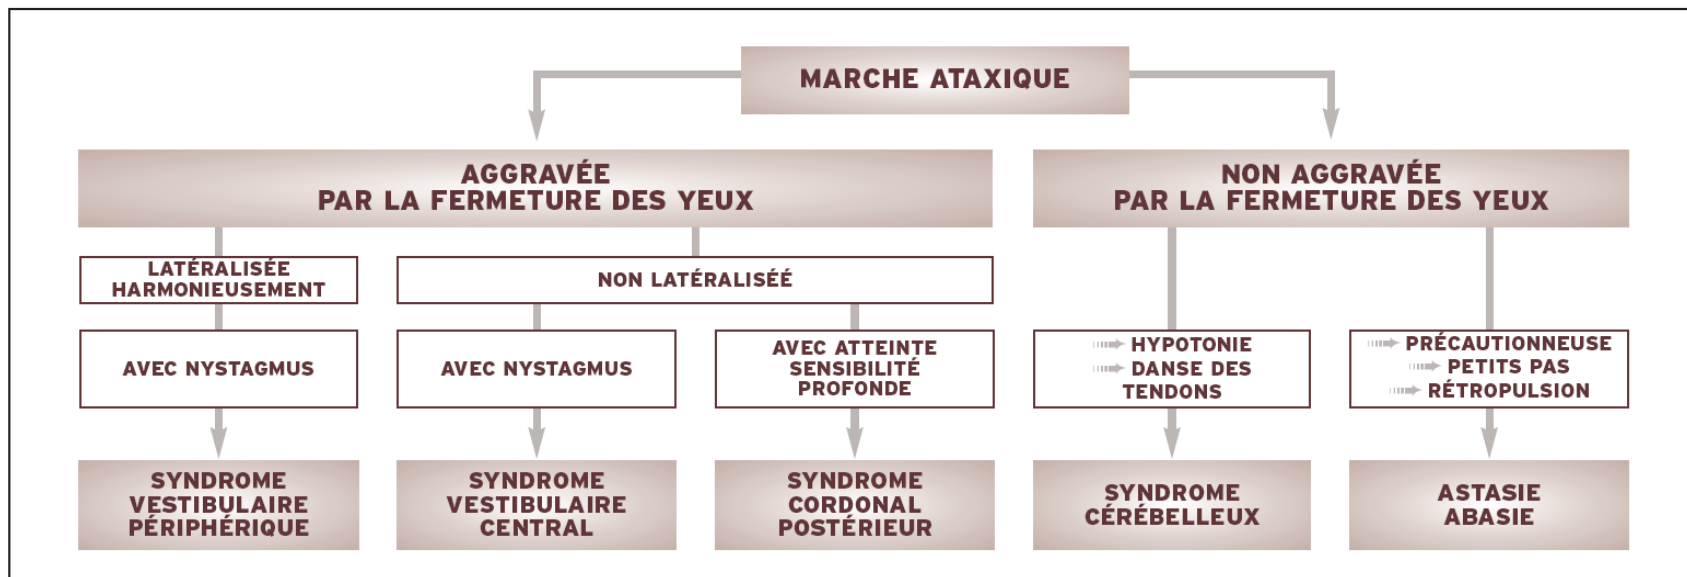 MARCHE ATAXIQUE
AGGRAVÉE
PAR LA FERMETURE DES YEUX
NON AGGRAVÉE
PAR LA FERMETURE DES YEUX
LATÉRALISÉE
HARMONIEUSEMENT
NON LATÉRALISÉÉ
AVEC NYSTAGMUS
AVEC NYSTAGMUS
AVEC ATTEINTE
SENSIBILITÉ
PROFONDE
HYPOTONIE
DANSE DES
TENDONS
PRÉCAUTIONNEUSE
PETITS PAS
RÉTROPULSION
SYNDROME
VESTIBULAIRE
PÉRIPHÉRIQUE
SYNDROME
VESTIBULAIRE
CENTRAL
SYNDROME
CORDONAL
POSTÉRIEUR
SYNDROME
CÉRÉBELLEUX
ASTASIE
ABASIE